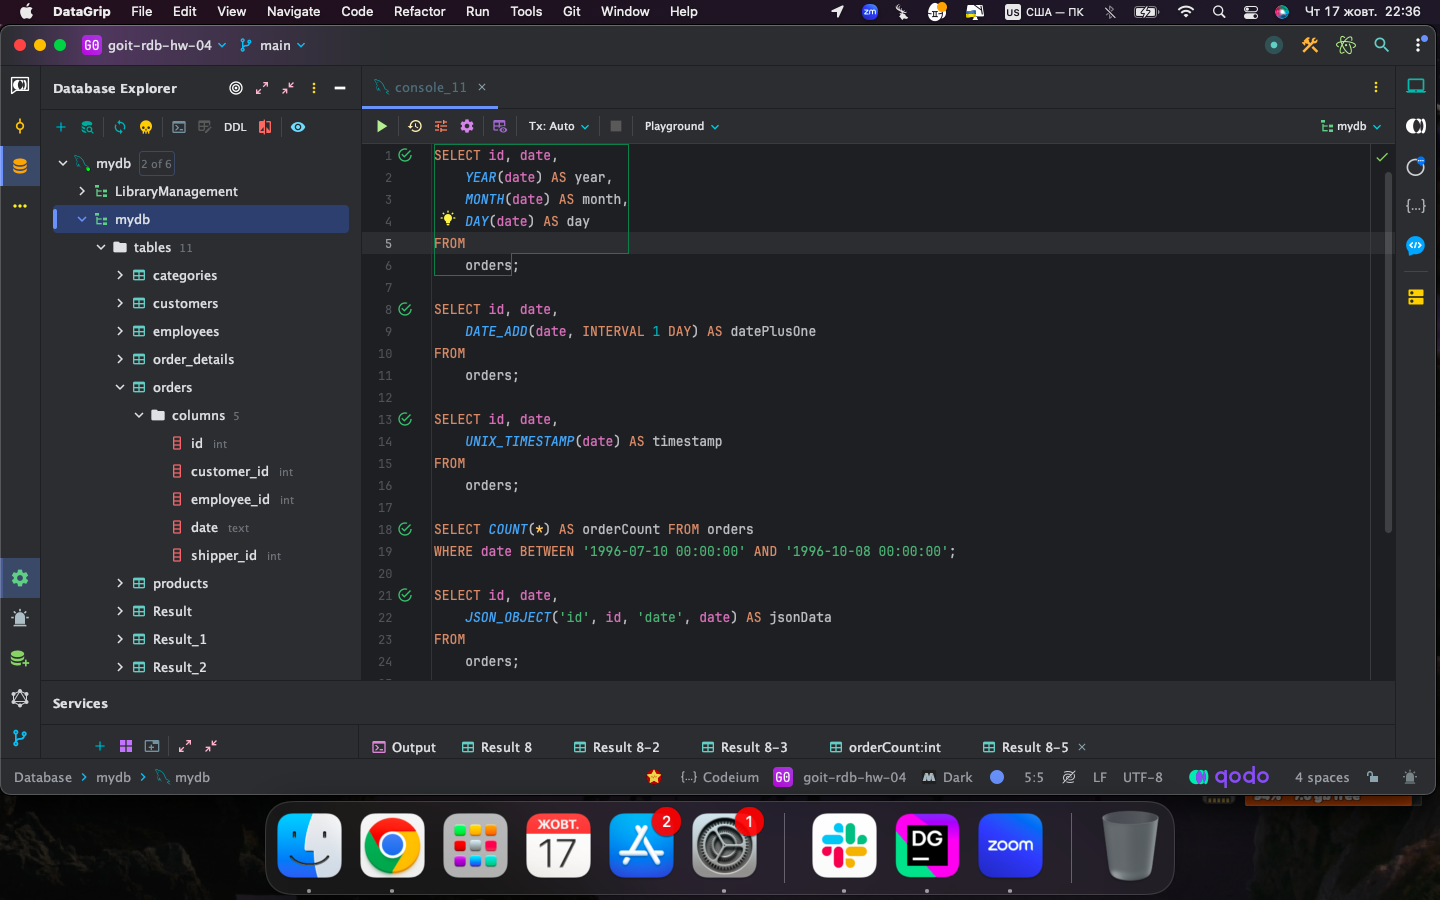 DataGrip File Edit View Navigate Code Refactor Run Tools Git Window Help
zm
US США — ПК
Чт 17 жовт. 22:36
G0 goit-rdb-hw-04 main
Database Explorer
console_11
DDL
Tx: Auto
Playground
mydb
mydb 2 of 6
LibraryManagement
mydb
tables 11
categories
customers
employees
order_details
orders
columns 5
id int
customer_id int
employee_id int
date text
shipper_id int
products
Result
Result_1
Result_2
1 SELECT id, date,
2 YEAR(date) AS year,
3 MONTH(date) AS month,
4 DAY(date) AS day
5 FROM
6 orders;
7
8 SELECT id, date,
9 DATE_ADD(date, INTERVAL 1 DAY) AS datePlusOne
10 FROM
11 orders;
12
13 SELECT id, date,
14 UNIX_TIMESTAMP(date) AS timestamp
15 FROM
16 orders;
17
18 SELECT COUNT(*) AS orderCount FROM orders
19 WHERE date BETWEEN '1996-07-10 00:00:00' AND '1996-10-08 00:00:00';
20
21 SELECT id, date,
22 JSON_OBJECT('id', id, 'date', date) AS jsonData
23 FROM
24 orders;
Services
Output Result 8 Result 8-2 Result 8-3 orderCount:int Result 8-5
Database mydb mydb
{...} Codeium G0 goit-rdb-hw-04 Dark 5:5 LF UTF-8 qodo 4 spaces
ЖОВТ.
17
2
1
DG
zoom